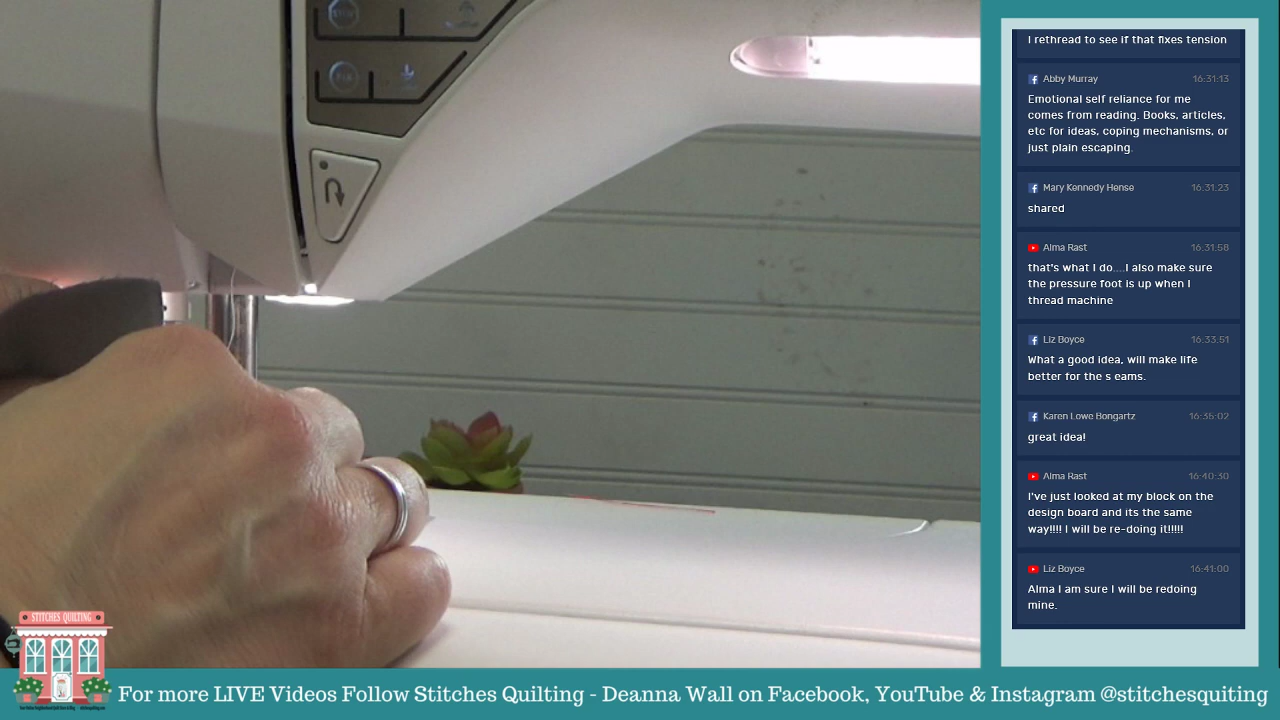 STOP
FIX
I rethread to see if that fixes tension
Abby Murray 16:31:13
Emotional self reliance for me
comes from reading. Books, articles,
etc for ideas, coping mechanisms, or
just plain escaping.
Mary Kennedy Hense 16:31:23
shared
Alma Rast 16:31:58
that's what I do....I also make sure
the pressure foot is up when I
thread machine
Liz Boyce 16:33:51
What a good idea, will make life
better for the s eams.
Karen Lowe Bongartz 16:35:02
great idea!
Alma Rast 16:40:30
I've just looked at my block on the
design board and its the same
way!!!! I will be re-doing it!!!!!
Liz Boyce 16:41:00
Alma I am sure I will be redoing
mine.
STITCHES QUILTING
For more LIVE Videos Follow Stitches Quilting - Deanna Wall on Facebook, YouTube & Instagram @stitchesquiting